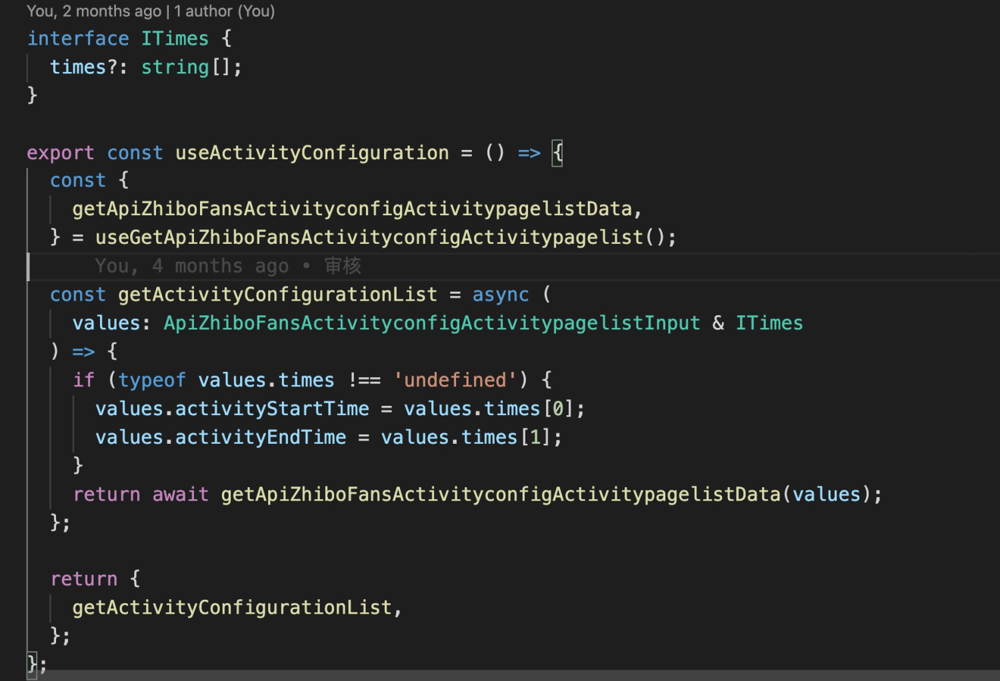 You, 2 months ago | 1 author (You)
interface ITimes {
  times?: string[];
}

export const useActivityConfiguration = () => {
  const {
    getApiZhiboFansActivityconfigActivitypagelistData,
  } = useGetApiZhiboFansActivityconfigActivitypagelist();
      You, 4 months ago • 审核
  const getActivityConfigurationList = async (
    values: ApiZhiboFansActivityconfigActivitypagelistInput & ITimes
  ) => {
    if (typeof values.times !== 'undefined') {
      values.activityStartTime = values.times[0];
      values.activityEndTime = values.times[1];
    }
    return await getApiZhiboFansActivityconfigActivitypagelistData(values);
  };

  return {
    getActivityConfigurationList,
  };
};